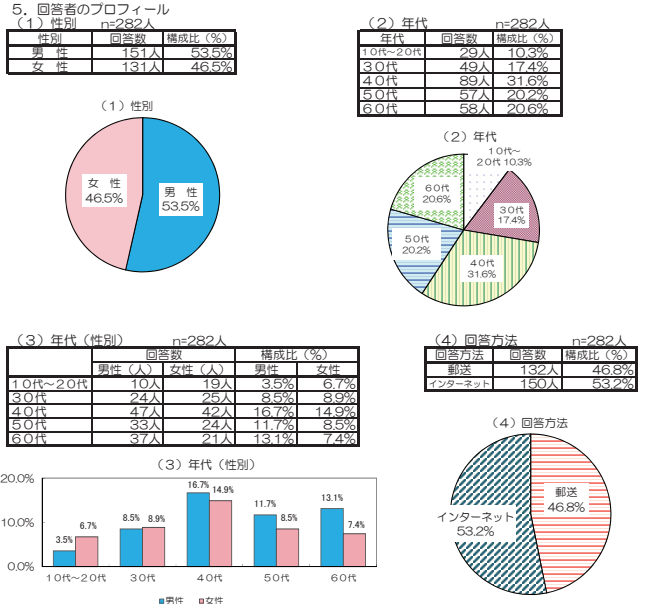 ５．回答者のプロフィール
（１）性別　n=282人
性別 回答数 構成比（％）
男　性 151人 53.5%
女　性 131人 46.5%
（２）年代　n=282人
年代 回答数 構成比（％）
１０代～２０代 29人 10.3%
３０代 49人 17.4%
４０代 89人 31.6%
５０代 57人 20.2%
６０代 58人 20.6%
（１）性別
女　性
46.5%
男　性
53.5%
（２）年代
１０代～
２０代 10.3%
３０代
17.4%
４０代
31.6%
５０代
20.2%
６０代
20.6%
（３）年代（性別）　n=282人
回答数 構成比（％）
男性（人） 女性（人） 男性 女性
１０代～２０代 10人 19人 3.5% 6.7%
３０代 24人 25人 8.5% 8.9%
４０代 47人 42人 16.7% 14.9%
５０代 33人 24人 11.7% 8.5%
６０代 37人 21人 13.1% 7.4%
（４）回答方法　n=282人
回答方法 回答数 構成比（％）
郵送 132人 46.8%
インターネット 150人 53.2%
（３）年代（性別）
20.0%
10.0%
0.0%
3.5% 6.7% 8.5% 8.9% 16.7% 14.9% 11.7% 8.5% 13.1% 7.4%
１０代～２０代 ３０代 ４０代 ５０代 ６０代
男性 女性
（４）回答方法
郵送
46.8%
インターネット
53.2%